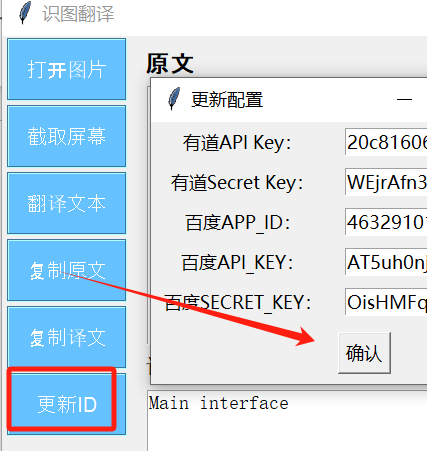 识图翻译
打开图片
截取屏幕
翻译文本
复制原文
复制译文
更新ID
原文
更新配置
有道API Key:
20c81606
有道Secret Key:
WEjrAfn3
百度APP_ID:
46329101
百度API_KEY:
AT5uh0nj
百度SECRET_KEY:
OisHMFq
确认
Main interface